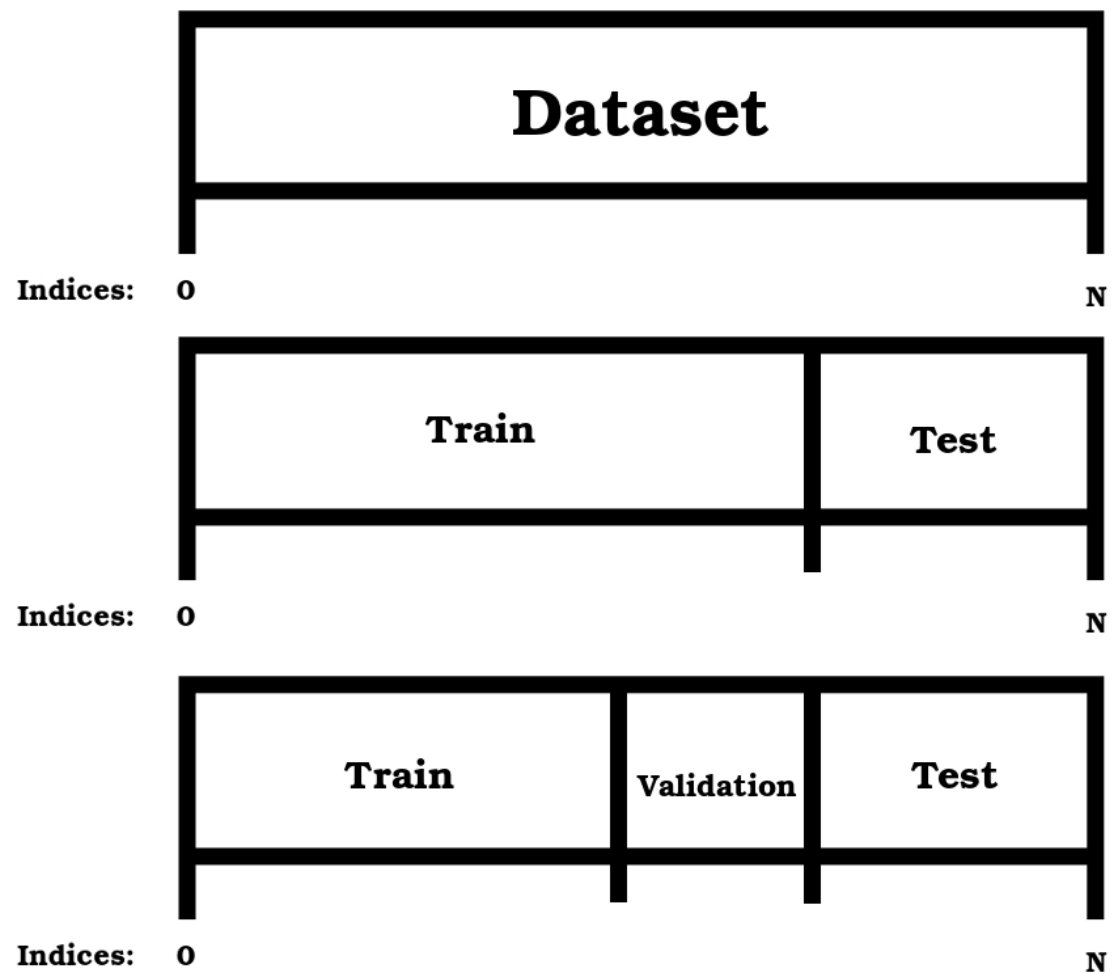 Dataset
Indices: 0 N
Train Test
Indices: 0 N
Train Validation Test
Indices: 0 N